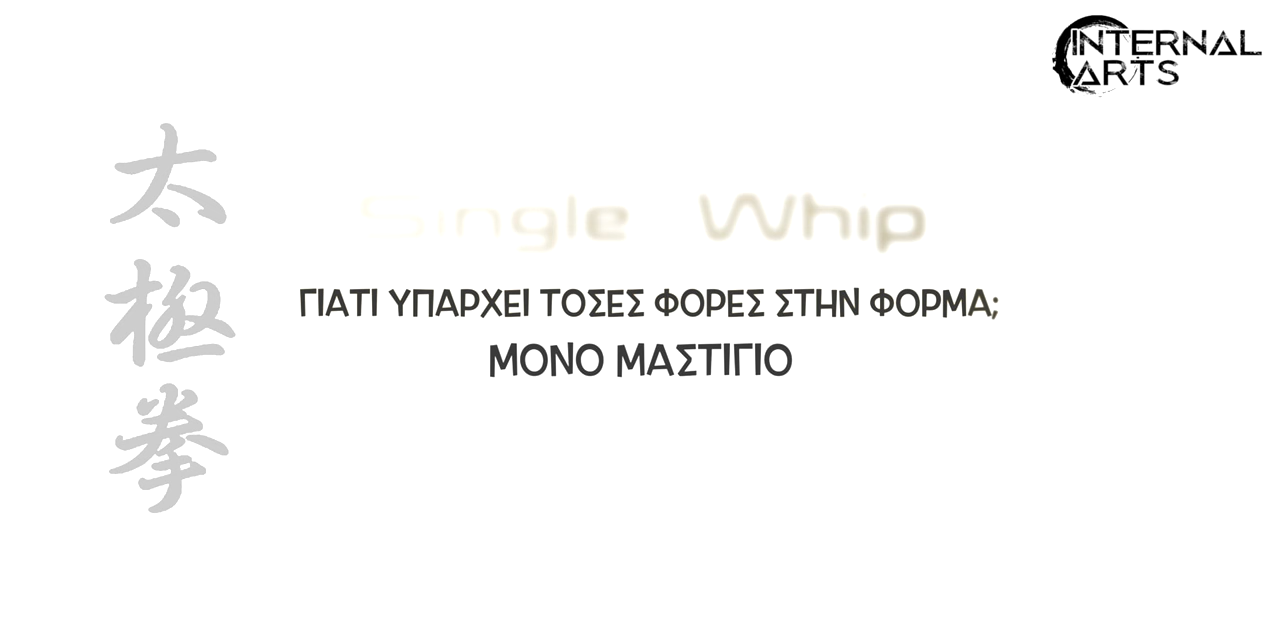 INTERNAL
ARTS
太極拳
Single Whip
ΓΙΑΤΙ ΥΠΑΡΧΕΙ ΤΟΣΕΣ ΦΟΡΕΣ ΣΤΗΝ ΦΟΡΜΑ;
ΜΟΝΟ ΜΑΣΤΙΓΙΟ